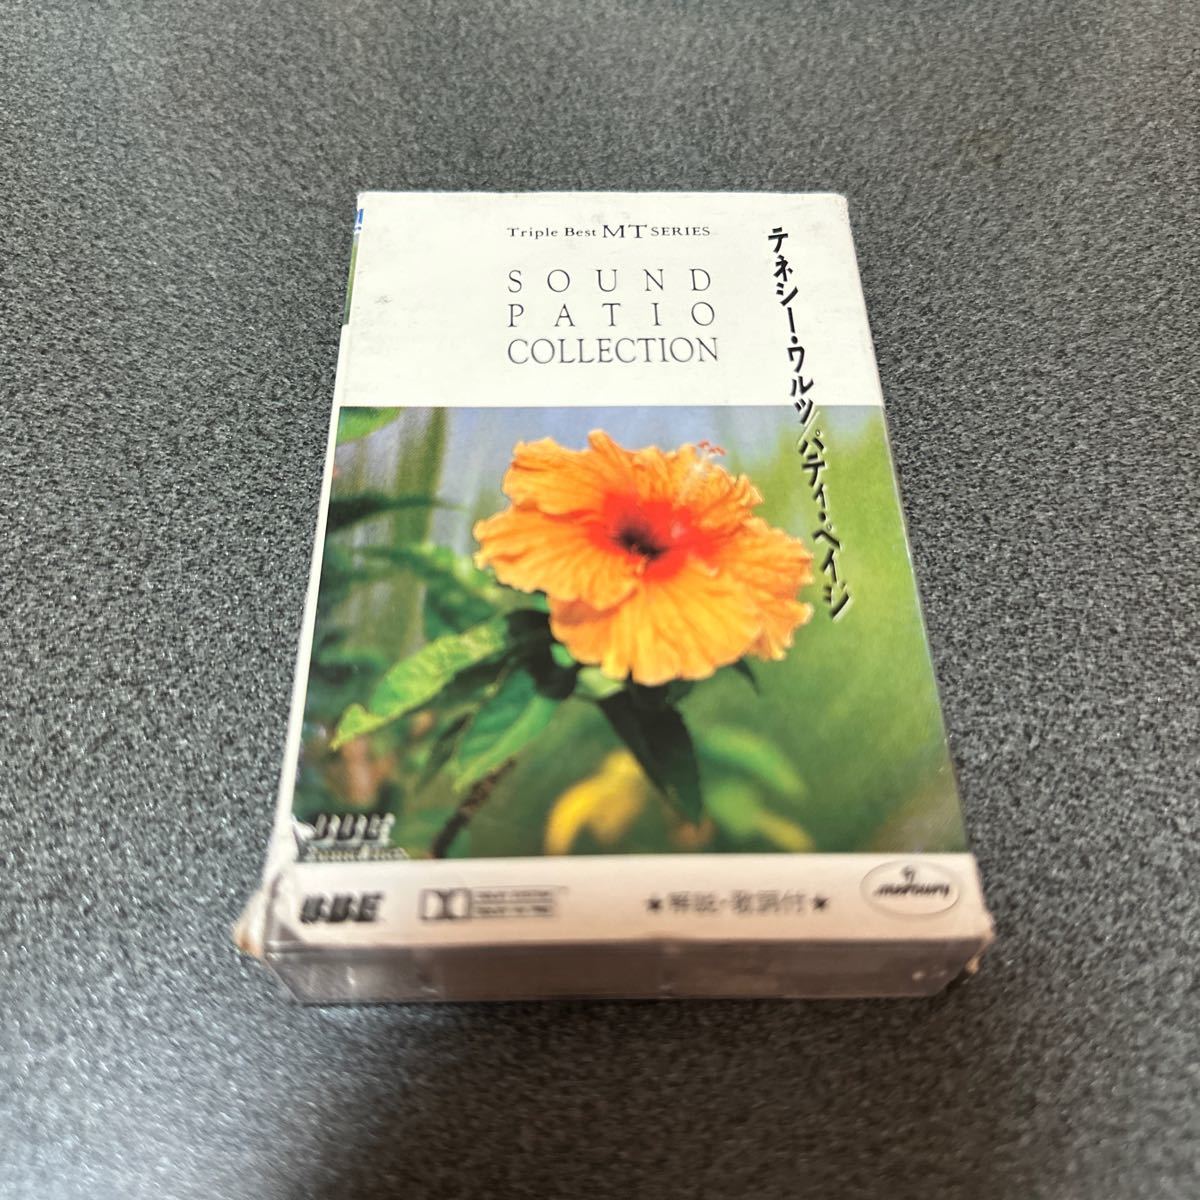 Triple Best MT SERIES
SOUND
PATIO
COLLECTION
テネシー・ワルツ/パティ・ペイジ
BBE
★解説・歌詞付★
mercury